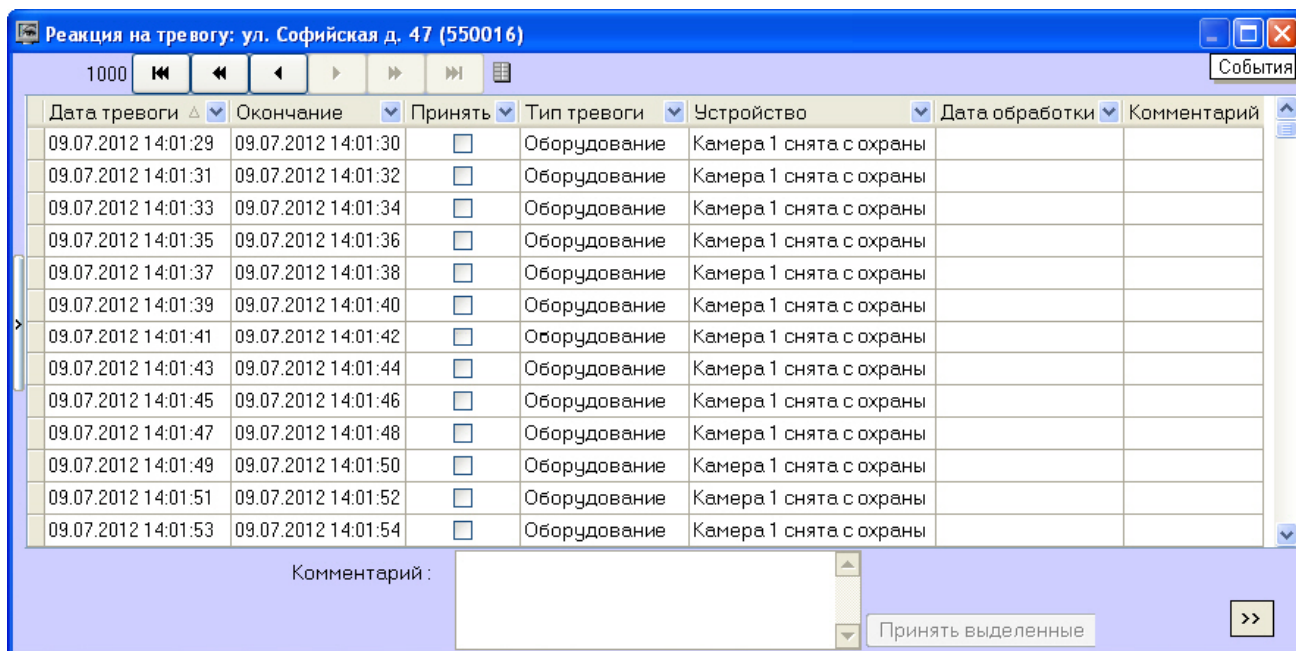 Реакция на тревогу: ул. Софийская д. 47 (550016)
1000
События
Дата тревоги Окончание Принять Тип тревоги Устройство Дата обработки Комментарий
09.07.2012 14:01:29 09.07.2012 14:01:30 Оборудование Камера 1 снята с охраны
09.07.2012 14:01:31 09.07.2012 14:01:32 Оборудование Камера 1 снята с охраны
09.07.2012 14:01:33 09.07.2012 14:01:34 Оборудование Камера 1 снята с охраны
09.07.2012 14:01:35 09.07.2012 14:01:36 Оборудование Камера 1 снята с охраны
09.07.2012 14:01:37 09.07.2012 14:01:38 Оборудование Камера 1 снята с охраны
09.07.2012 14:01:39 09.07.2012 14:01:40 Оборудование Камера 1 снята с охраны
09.07.2012 14:01:41 09.07.2012 14:01:42 Оборудование Камера 1 снята с охраны
09.07.2012 14:01:43 09.07.2012 14:01:44 Оборудование Камера 1 снята с охраны
09.07.2012 14:01:45 09.07.2012 14:01:46 Оборудование Камера 1 снята с охраны
09.07.2012 14:01:47 09.07.2012 14:01:48 Оборудование Камера 1 снята с охраны
09.07.2012 14:01:49 09.07.2012 14:01:50 Оборудование Камера 1 снята с охраны
09.07.2012 14:01:51 09.07.2012 14:01:52 Оборудование Камера 1 снята с охраны
09.07.2012 14:01:53 09.07.2012 14:01:54 Оборудование Камера 1 снята с охраны
Комментарий :
Принять выделенные >>